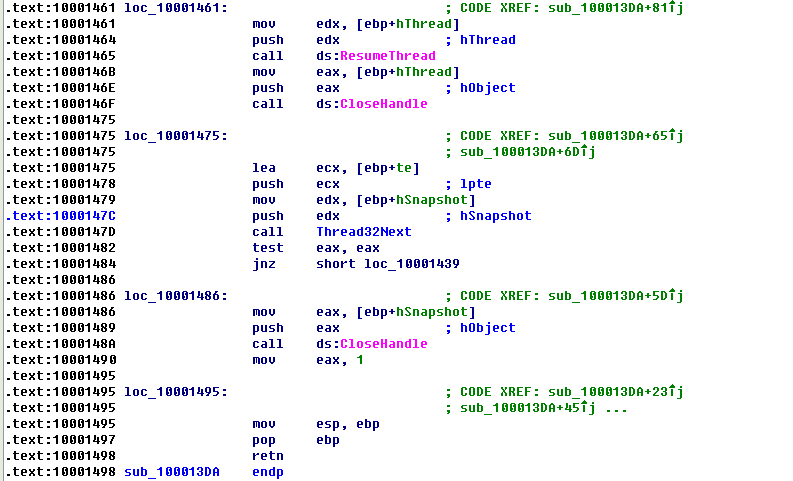 .text:10001461 loc_10001461: ; CODE XREF: sub_100013DA+81↑j
.text:10001461 mov edx, [ebp+hThread]
.text:10001464 push edx ; hThread
.text:10001465 call ds:ResumeThread
.text:1000146B mov eax, [ebp+hThread]
.text:1000146E push eax ; hObject
.text:1000146F call ds:CloseHandle
.text:10001475
.text:10001475 loc_10001475: ; CODE XREF: sub_100013DA+65↑j
.text:10001475 ; sub_100013DA+6D↑j
.text:10001475 lea ecx, [ebp+te]
.text:10001478 push ecx ; lpte
.text:10001479 mov edx, [ebp+hSnapshot]
.text:1000147C push edx ; hSnapshot
.text:1000147D call Thread32Next
.text:10001482 test eax, eax
.text:10001484 jnz short loc_10001439
.text:10001486
.text:10001486 loc_10001486: ; CODE XREF: sub_100013DA+5D↑j
.text:10001486 mov eax, [ebp+hSnapshot]
.text:10001489 push eax ; hObject
.text:1000148A call ds:CloseHandle
.text:10001490 mov eax, 1
.text:10001495
.text:10001495 loc_10001495: ; CODE XREF: sub_100013DA+23↑j
.text:10001495 ; sub_100013DA+45↑j ...
.text:10001495 mov esp, ebp
.text:10001497 pop ebp
.text:10001498 retn
.text:10001498 sub_100013DA endp